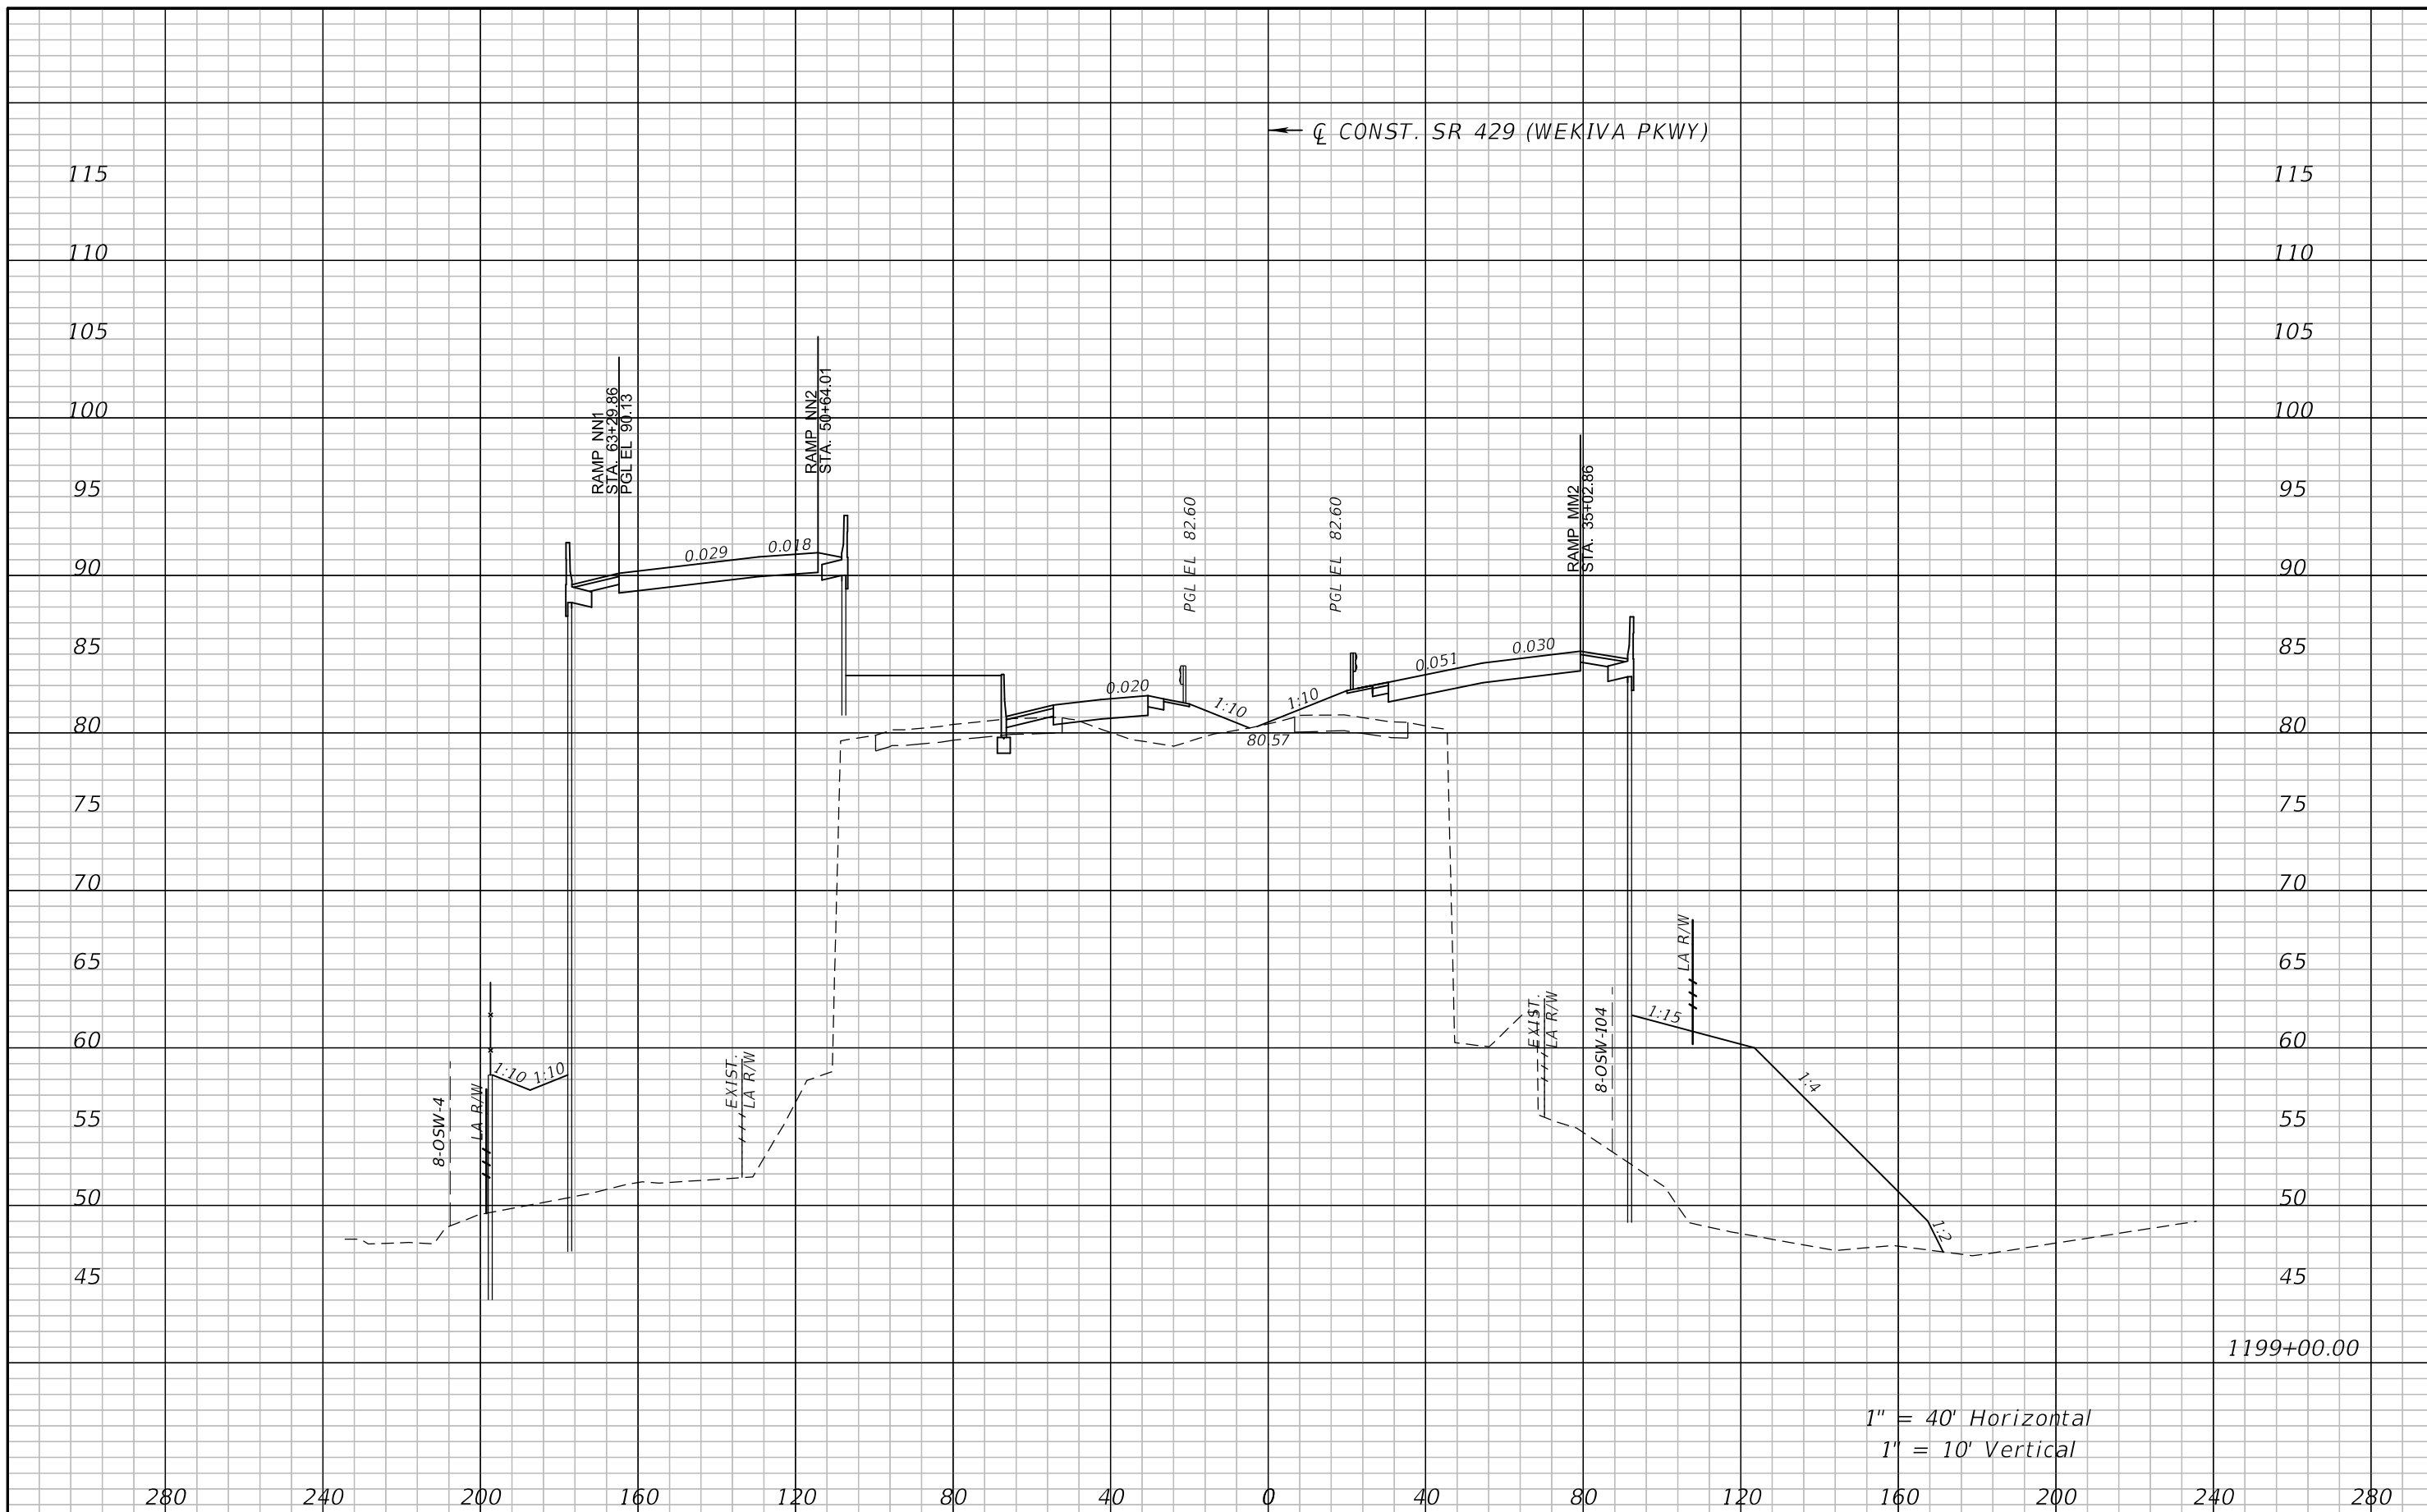 ℄ CONST. SR 429 (WEKIVA PKWY)
115
115
110
110
105
105
100
100
95
95
90
90
85
85
80
75
75
70
70
65
65
60
60
55
55
50
50
45
45
80
RAMP NN1
STA. 63+29.86
PGL EL 90.13
RAMP NN2
STA. 50+64.01
PGL EL 82.60
PGL EL 82.60
RAMP MM2
STA. 35+02.86
0.029
0.018
0.020
1:10
1:10
0.051
0.030
80.57
LA R/W
1:15
EXIST.
LA R/W
8-OSW-104
1:4
1:2
1:10
1:10
8-OSW-4
LA R/W
EXIST.
LA R/W
1199+00.00
1" = 40' Horizontal
1" = 10' Vertical
280 240 200 160 120 80 40 0 40 80 120 160 200 240 280